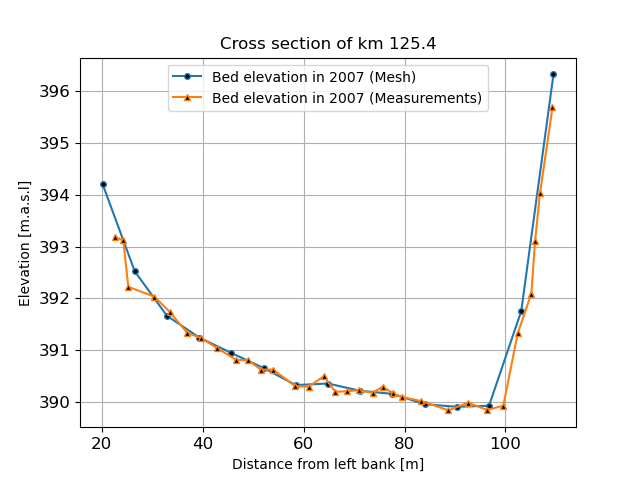 Cross section of km 125.4
Bed elevation in 2007 (Mesh)
Bed elevation in 2007 (Measurements)
Elevation [m.a.s.l]
396
395
394
393
392
391
390
20 40 60 80 100
Distance from left bank [m]